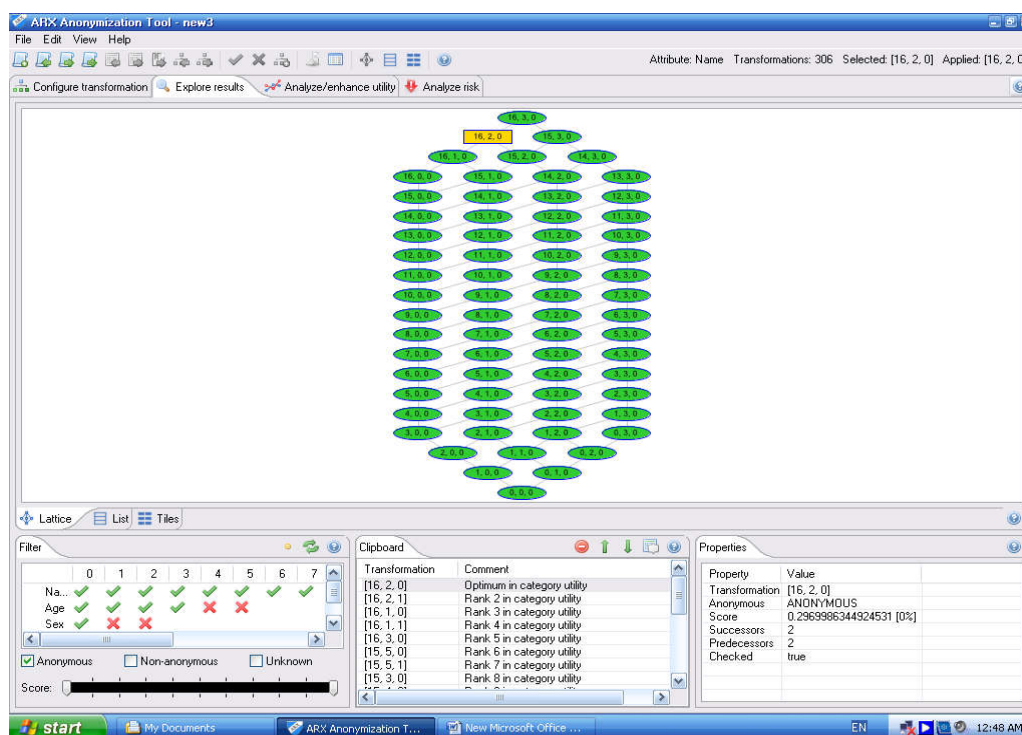 ARX Anonymization Tool - new3
File Edit View Help
Attribute: Name Transformations: 306 Selected: [16, 2, 0] Applied: [16, 2, 0
Configure transformation Explore results Analyze/enhance utility Analyze risk
16, 3, 0
16, 2, 0 15, 3, 0
16, 1, 0 15, 2, 0 14, 3, 0
16, 0, 0 15, 1, 0 14, 2, 0 13, 3, 0
15, 0, 0 14, 1, 0 13, 2, 0 12, 3, 0
14, 0, 0 13, 1, 0 12, 2, 0 11, 3, 0
13, 0, 0 12, 1, 0 11, 2, 0 10, 3, 0
12, 0, 0 11, 1, 0 10, 2, 0 9, 3, 0
11, 0, 0 10, 1, 0 9, 2, 0 8, 3, 0
10, 0, 0 9, 1, 0 8, 2, 0 7, 3, 0
9, 0, 0 8, 1, 0 7, 2, 0 6, 3, 0
8, 0, 0 7, 1, 0 6, 2, 0 5, 3, 0
7, 0, 0 6, 1, 0 5, 2, 0 4, 3, 0
6, 0, 0 5, 1, 0 4, 2, 0 3, 3, 0
5, 0, 0 4, 1, 0 3, 2, 0 2, 3, 0
4, 0, 0 3, 1, 0 2, 2, 0 1, 3, 0
3, 0, 0 2, 1, 0 1, 2, 0 0, 3, 0
2, 0, 0 1, 1, 0 0, 2, 0
1, 0, 0 0, 1, 0
0, 0, 0
Lattice List Tiles
Filter
0 1 2 3 4 5 6 7
Na...
Age
Sex
Anonymous Non-anonymous Unknown
Score:
Clipboard
Transformation Comment
[16, 2, 0] Optimum in category utility
[16, 2, 1] Rank 2 in category utility
[16, 1, 0] Rank 3 in category utility
[16, 1, 1] Rank 4 in category utility
[16, 3, 0] Rank 5 in category utility
[15, 5, 0] Rank 6 in category utility
[15, 5, 1] Rank 7 in category utility
[15, 3, 0] Rank 8 in category utility
Properties
Property Value
Transformation [16, 2, 0]
Anonymous ANONYMOUS
Score 0.2969986344924531 [0%]
Successors 2
Predecessors 2
Checked true
start My Documents ARX Anonymization T... New Microsoft Office ... EN 12:48 AM